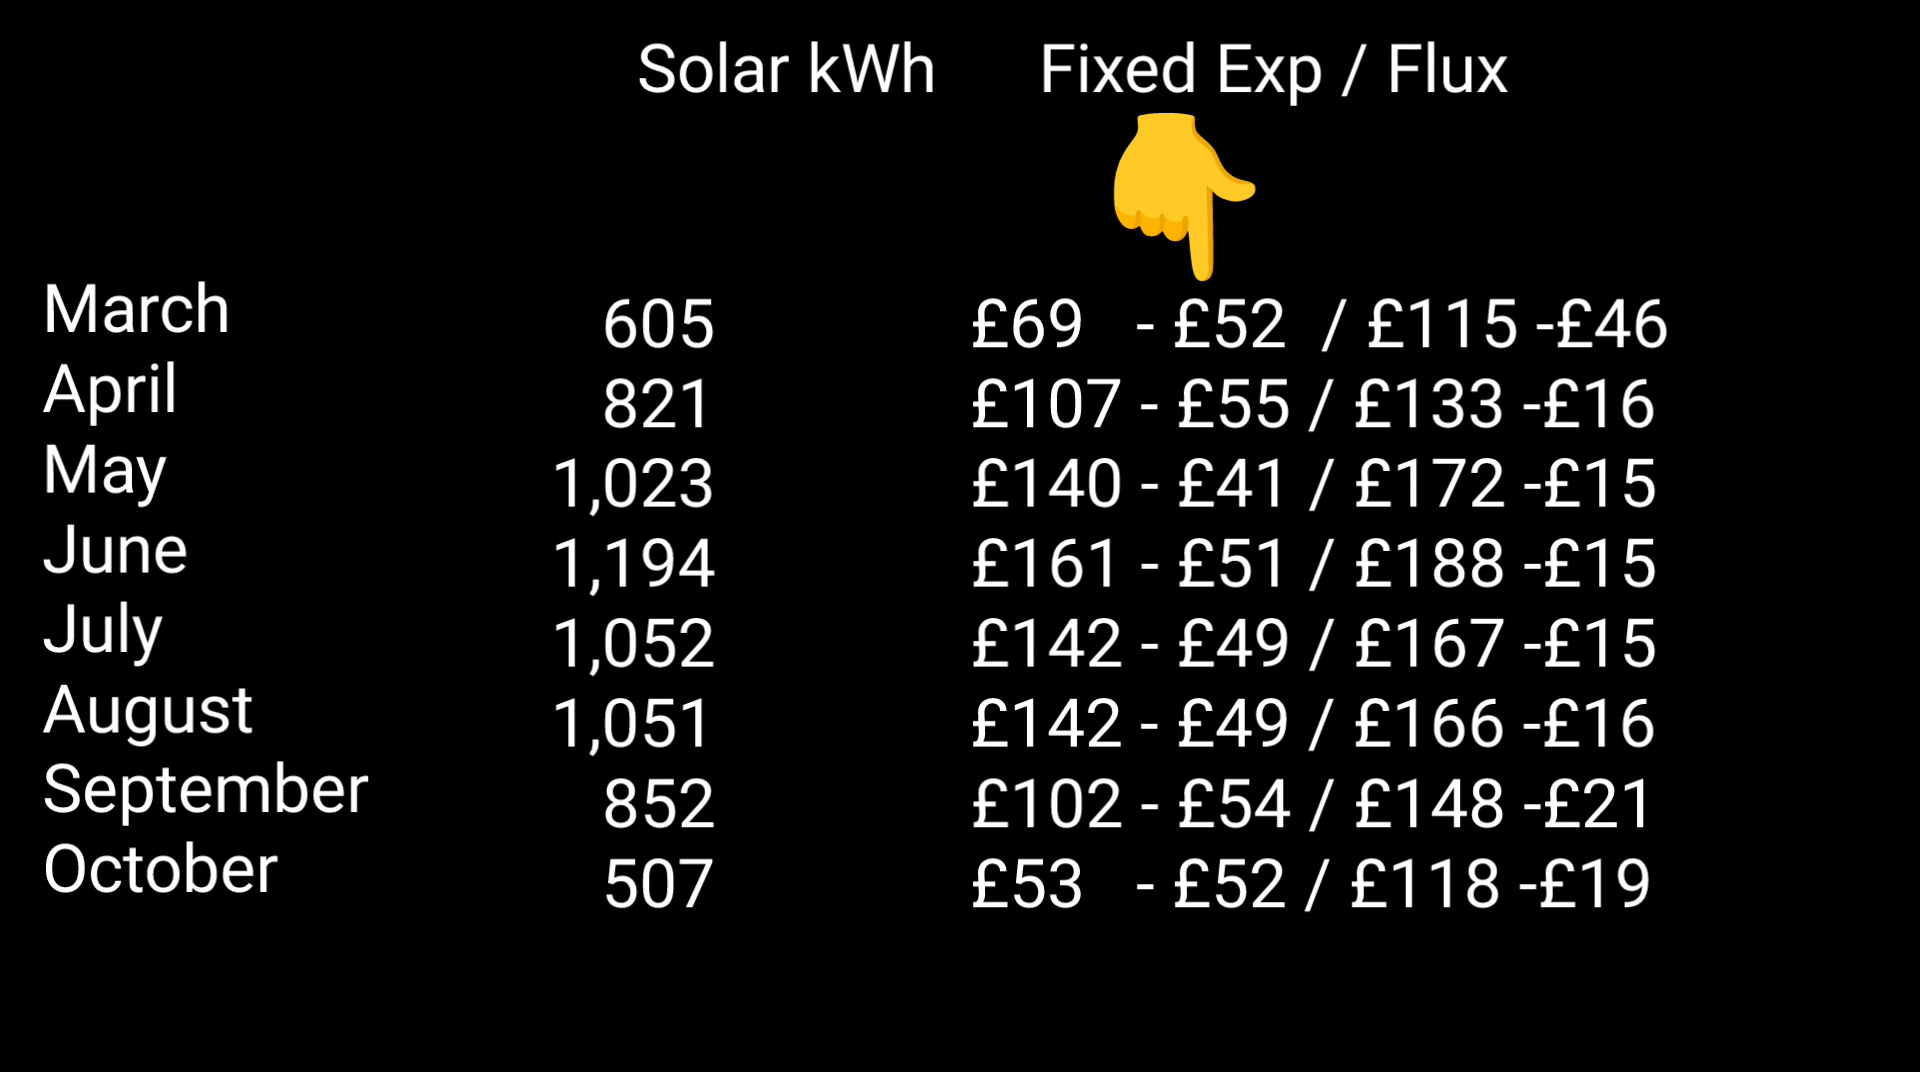 Solar kWh Fixed Exp / Flux
March 605 £69 - £52 / £115 -£46
April 821 £107 - £55 / £133 -£16
May 1,023 £140 - £41 / £172 -£15
June 1,194 £161 - £51 / £188 -£15
July 1,052 £142 - £49 / £167 -£15
August 1,051 £142 - £49 / £166 -£16
September 852 £102 - £54 / £148 -£21
October 507 £53 - £52 / £118 -£19